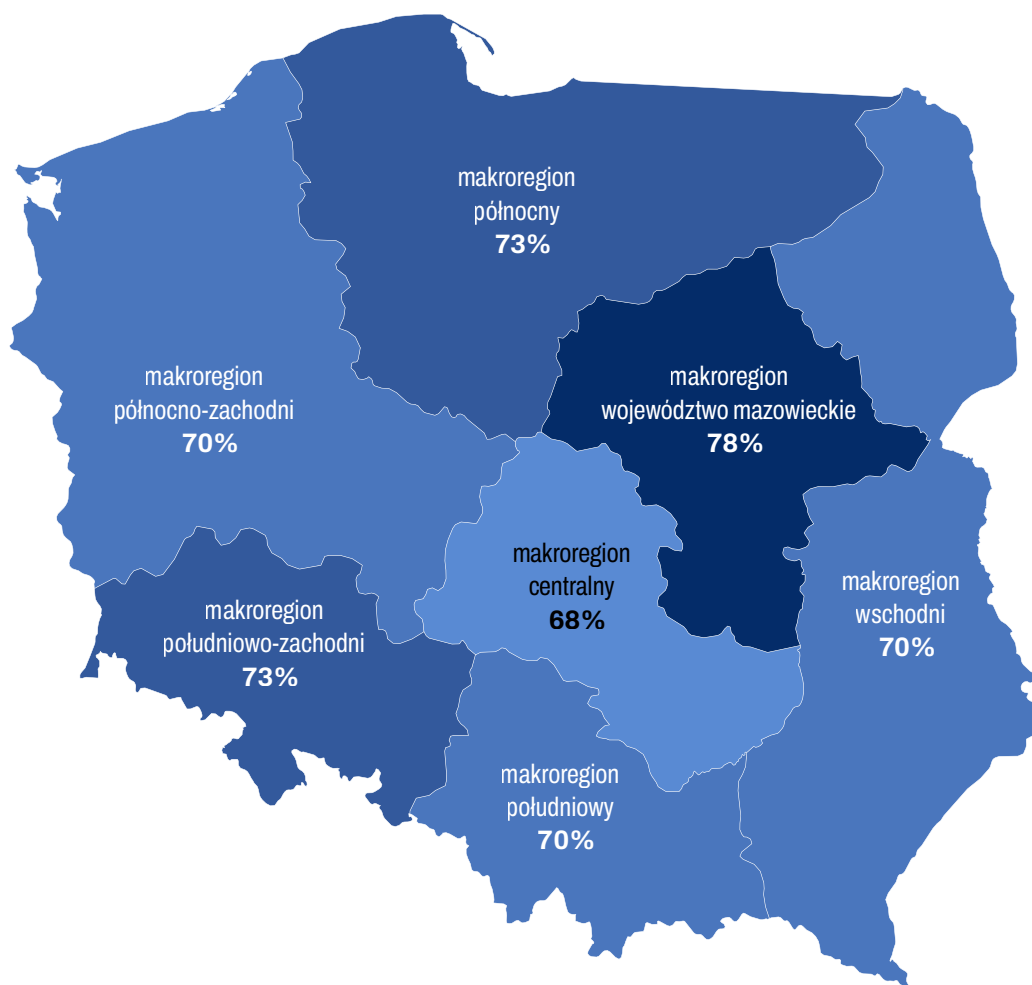 makroregion
północny
73%
makroregion
północno-zachodni
70%
makroregion
województwo mazowieckie
78%
makroregion
centralny
68%
makroregion
wschodni
70%
makroregion
południowo-zachodni
73%
makroregion
południowy
70%